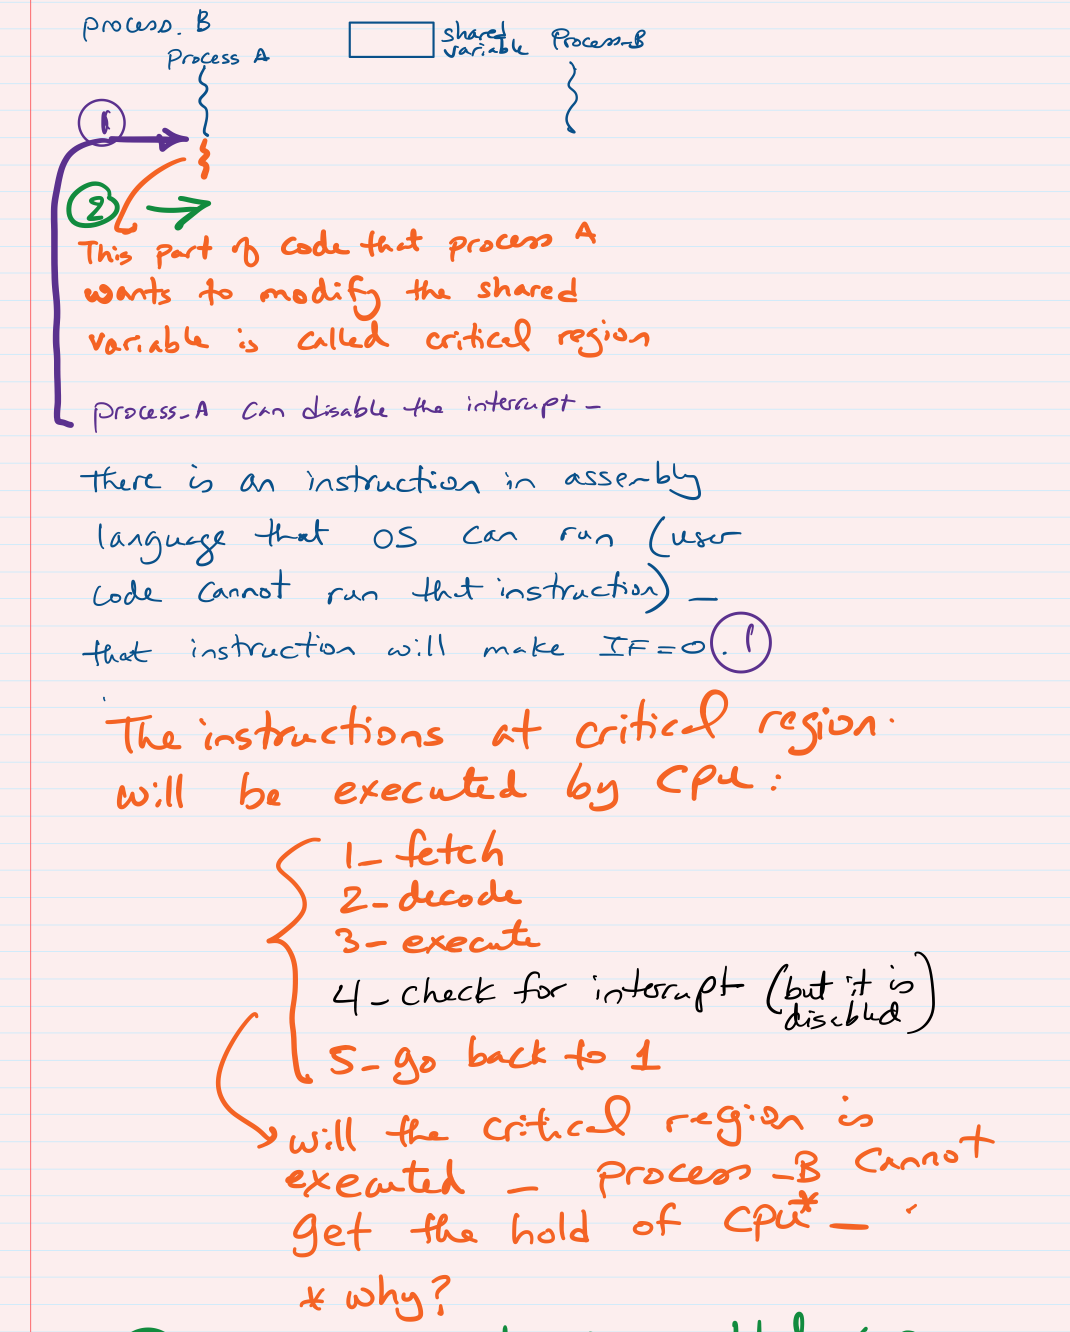 process. B
Process A
shared
variable
Process-B
1
2
This part of code that process A
wants to modify the shared
variable is called critical region
process-A can disable the interrupt -
there is an instruction in assembly
language that OS can run (user
code cannot run that instruction) -
that instruction will make IF=0. 1
The instructions at critical region.
will be executed by CPU:
1- fetch
2- decode
3- execute
4- check for interrupt (but it is
disabled)
5- go back to 1
will the critical region is
executed - process -B cannot
get the hold of CPU* -
* why?